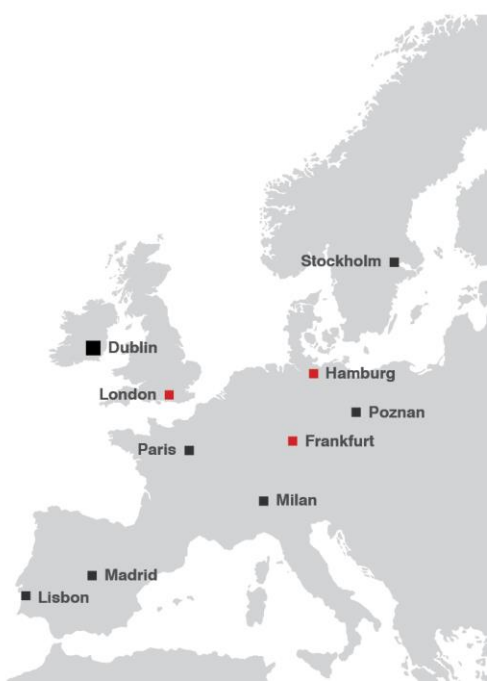 Stockholm
Dublin
Hamburg
London
Poznan
Frankfurt
Paris
Milan
Madrid
Lisbon